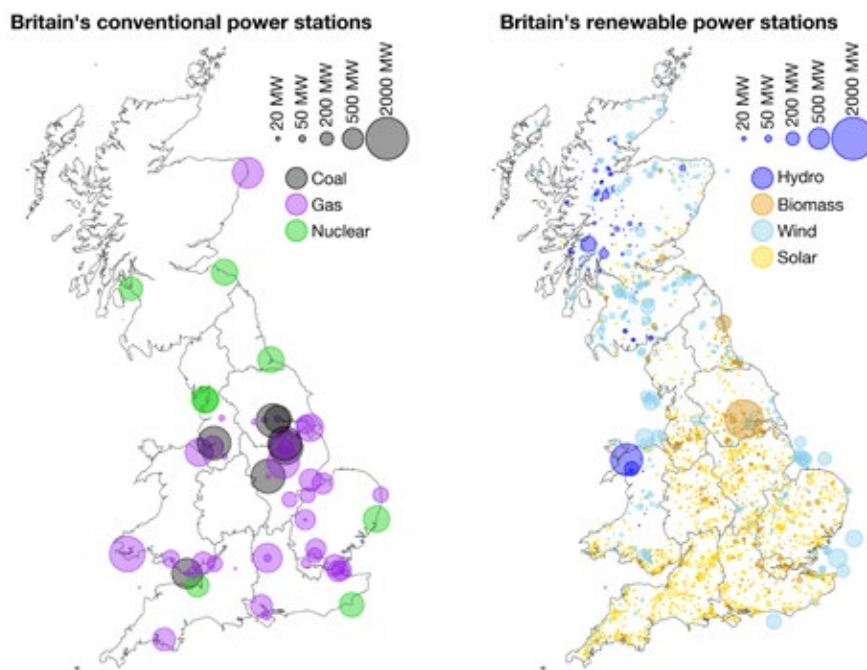 Britain's conventional power stations
20 MW
50 MW
200 MW
500 MW
2000 MW
Coal
Gas
Nuclear
Britain's renewable power stations
20 MW
50 MW
200 MW
500 MW
2000 MW
Hydro
Biomass
Wind
Solar